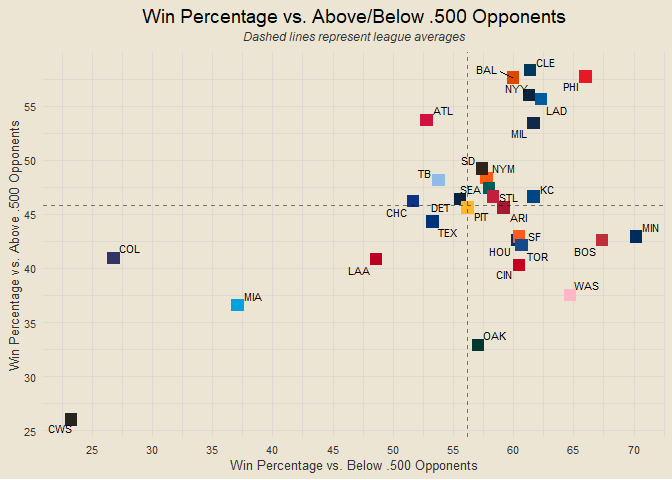 Win Percentage vs. Above/Below .500 Opponents
Dashed lines represent league averages
Win Percentage vs. Above .500 Opponents
55
50
45
40
35
30
25
CLE
BAL
PHI
NYY
LAD
MIL
ATL
SD
NYM
TB
SEA
KC
STL
CHC
DET
PIT
ARI
TEX
SF
MIN
HOU
TOR
BOS
COL
LAA
CIN
WAS
MIA
OAK
CWS
25
30
35
40
45
50
55
60
65
70
Win Percentage vs. Below .500 Opponents